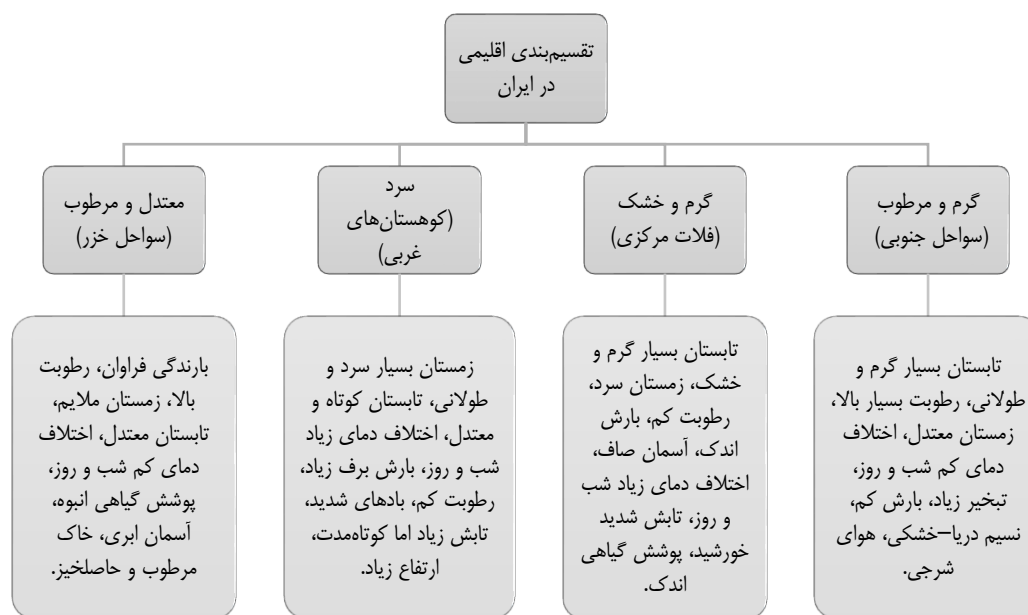 تقسیم‌بندی اقلیمی
در ایران
گرم و مرطوب
(سواحل جنوبی)
گرم و خشک
(فلات مرکزی)
سرد
(کوهستان‌های
غربی)
معتدل و مرطوب
(سواحل خزر)
تابستان بسیار گرم و
طولانی، رطوبت بسیار بالا،
زمستان معتدل، اختلاف
دمای کم شب و روز،
تبخیر زیاد، بارش کم،
نسیم دریا–خشکی، هوای
شرجی.
تابستان بسیار گرم و
خشک، زمستان سرد،
رطوبت کم، بارش
اندک، آسمان صاف،
اختلاف دمای زیاد شب
و روز، تابش شدید
خورشید، پوشش گیاهی
اندک.
زمستان بسیار سرد و
طولانی، تابستان کوتاه و
معتدل، اختلاف دمای زیاد
شب و روز، بارش برف زیاد،
رطوبت کم، بادهای شدید،
تابش زیاد اما کوتاه‌مدت،
ارتفاع زیاد.
بارندگی فراوان، رطوبت
بالا، زمستان ملایم،
تابستان معتدل، اختلاف
دمای کم شب و روز،
پوشش گیاهی انبوه،
آسمان ابری، خاک
مرطوب و حاصلخیز.